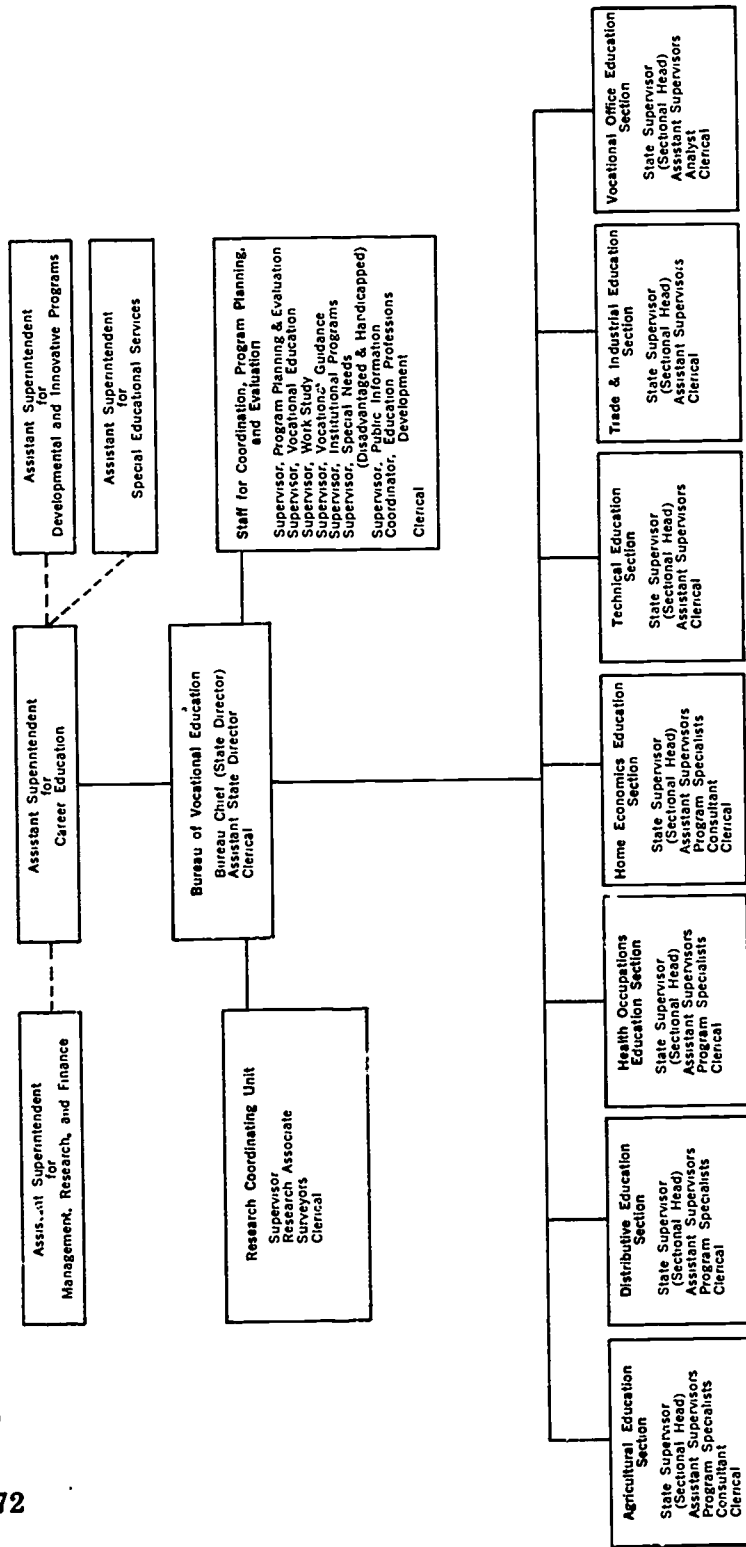 Assistant Superintendent
for
Management, Research, and Finance
Assistant Superintendent
for
Career Education
Assistant Superintendent
for
Developmental and Innovative Programs
Assistant Superintendent
for
Special Educational Services
Research Coordinating Unit
Supervisor
Research Associate
Surveyors
Clerical
Bureau of Vocational Education
Bureau Chief (State Director)
Assistant State Director
Clerical
Staff for Coordination, Program Planning,
and Evaluation
Supervisor, Program Planning & Evaluation
Supervisor, Vocational Education
Supervisor, Work Study
Supervisor, Vocational Guidance
Supervisor, Institutional Programs
Supervisor, Special Needs
(Disadvantaged & Handicapped)
Supervisor, Public Information
Coordinator, Education Professions
Development
Clerical
Agricultural Education
Section
State Supervisor
(Sectional Head)
Assistant Supervisors
Program Specialists
Consultant
Clerical
Distributive Education
Section
State Supervisor
(Sectional Head)
Assistant Supervisors
Program Specialists
Clerical
Health Occupations
Education Section
State Supervisor
(Sectional Head)
Assistant Supervisors
Program Specialists
Clerical
Home Economics Education
Section
State Supervisor
(Sectional Head)
Assistant Supervisors
Program Specialists
Consultant
Clerical
Technical Education
Section
State Supervisor
(Sectional Head)
Assistant Supervisors
Clerical
Trade & Industrial Education
Section
State Supervisor
(Sectional Head)
Assistant Supervisors
Clerical
Vocational Office Education
Section
State Supervisor
(Sectional Head)
Assistant Supervisors
Analyst
Clerical
72